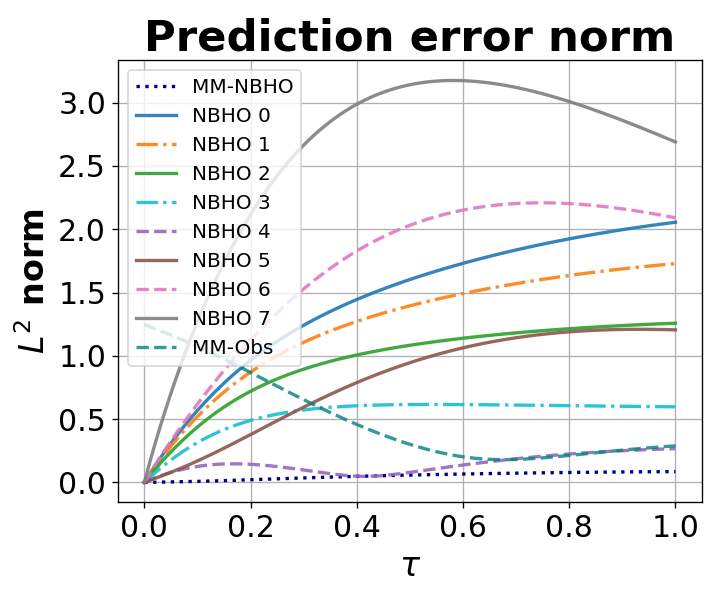 Prediction error norm
L² norm
3.0
2.5
2.0
1.5
1.0
0.5
0.0
MM-NBHO
NBHO 0
NBHO 1
NBHO 2
NBHO 3
NBHO 4
NBHO 5
NBHO 6
NBHO 7
MM-Obs
0.0 0.2 0.4 0.6 0.8 1.0
τ